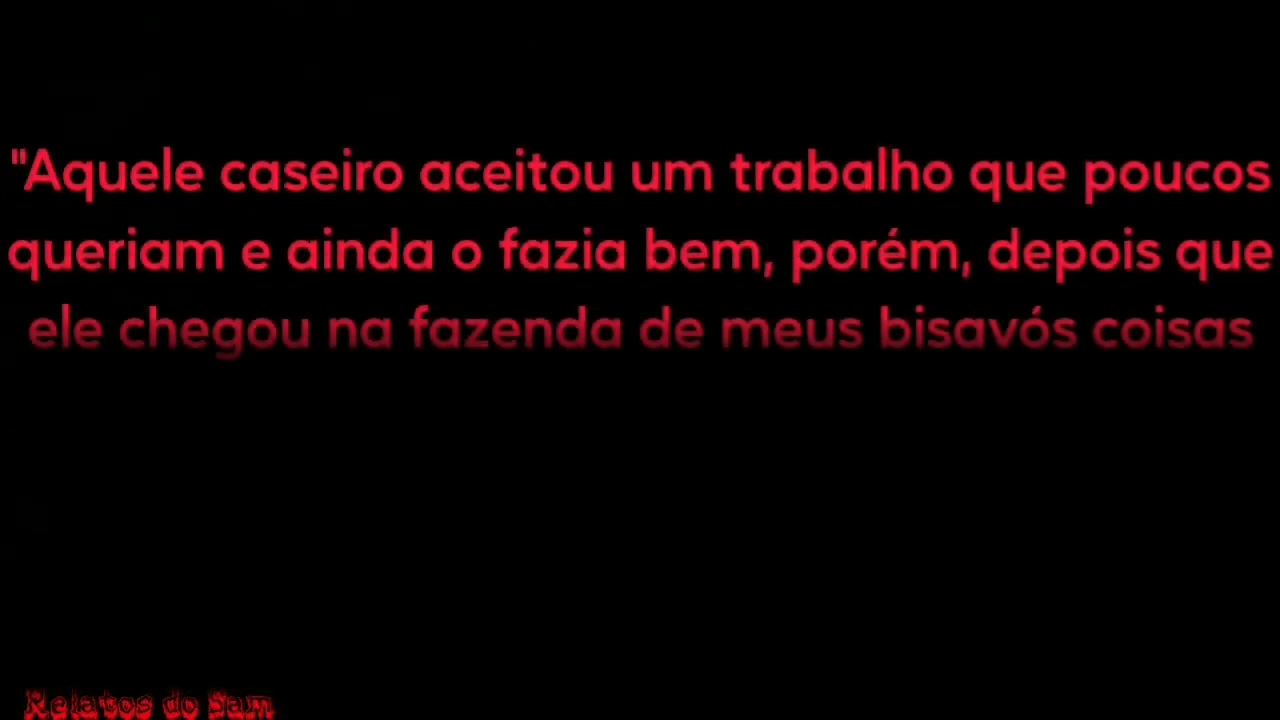 "Aquele caseiro aceitou um trabalho que poucos
queriam e ainda o fazia bem, porém, depois que
ele chegou na fazenda de meus bisavós coisas
Relatos do Sam